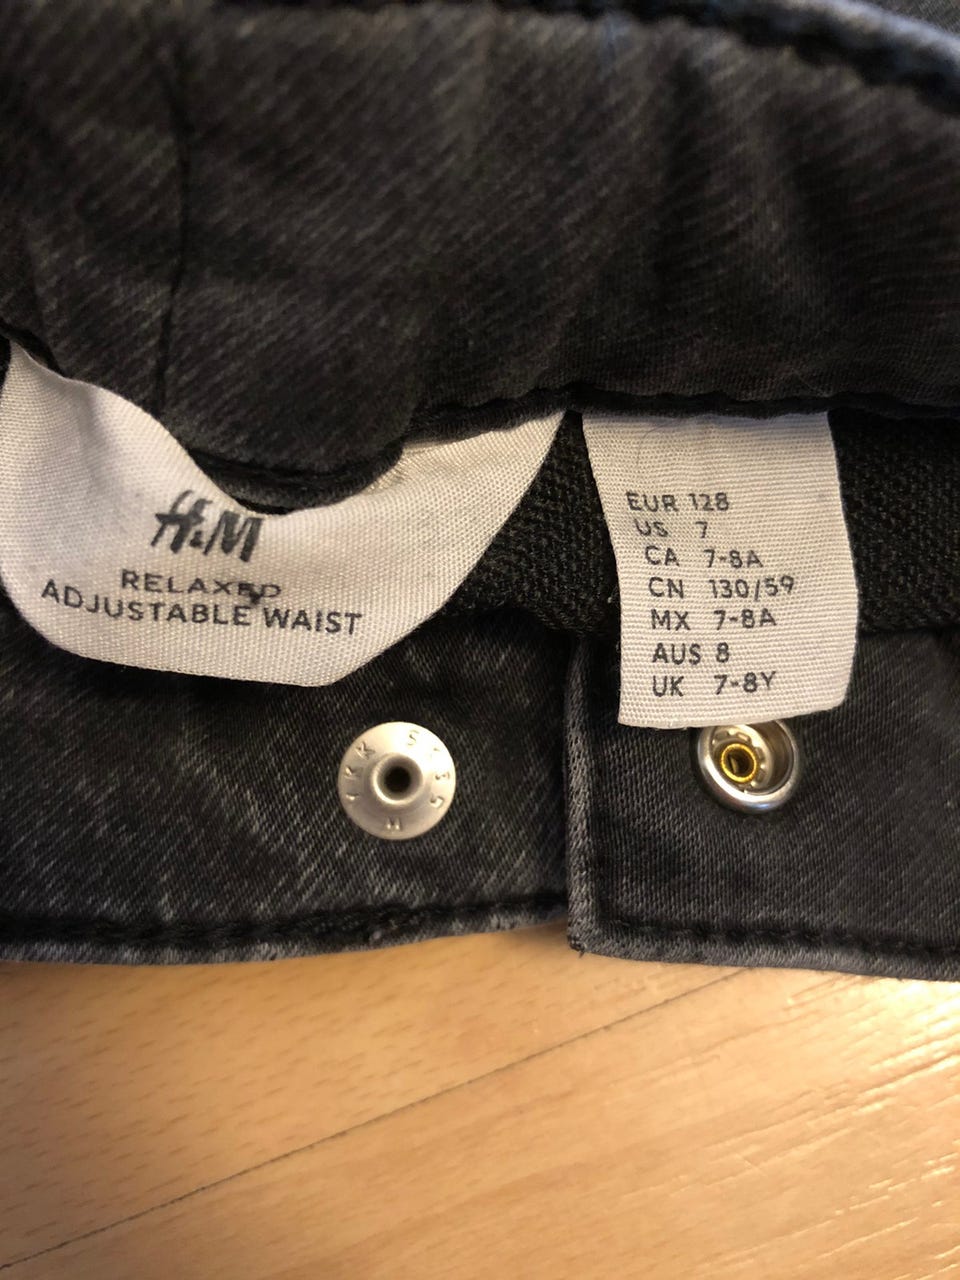 H&M
RELAXED
ADJUSTABLE WAIST
EUR 128
US 7
CA 7-8A
CN 130/59
MX 7-8A
AUS 8
UK 7-8Y